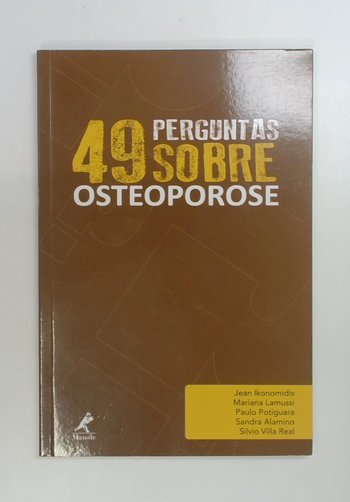 49 PERGUNTAS
SOBRE
OSTEOPOROSE
Jean Ikonomidis
Mariana Lamussi
Paulo Potiguara
Sandra Alamino
Silvio Villa Real
Manole